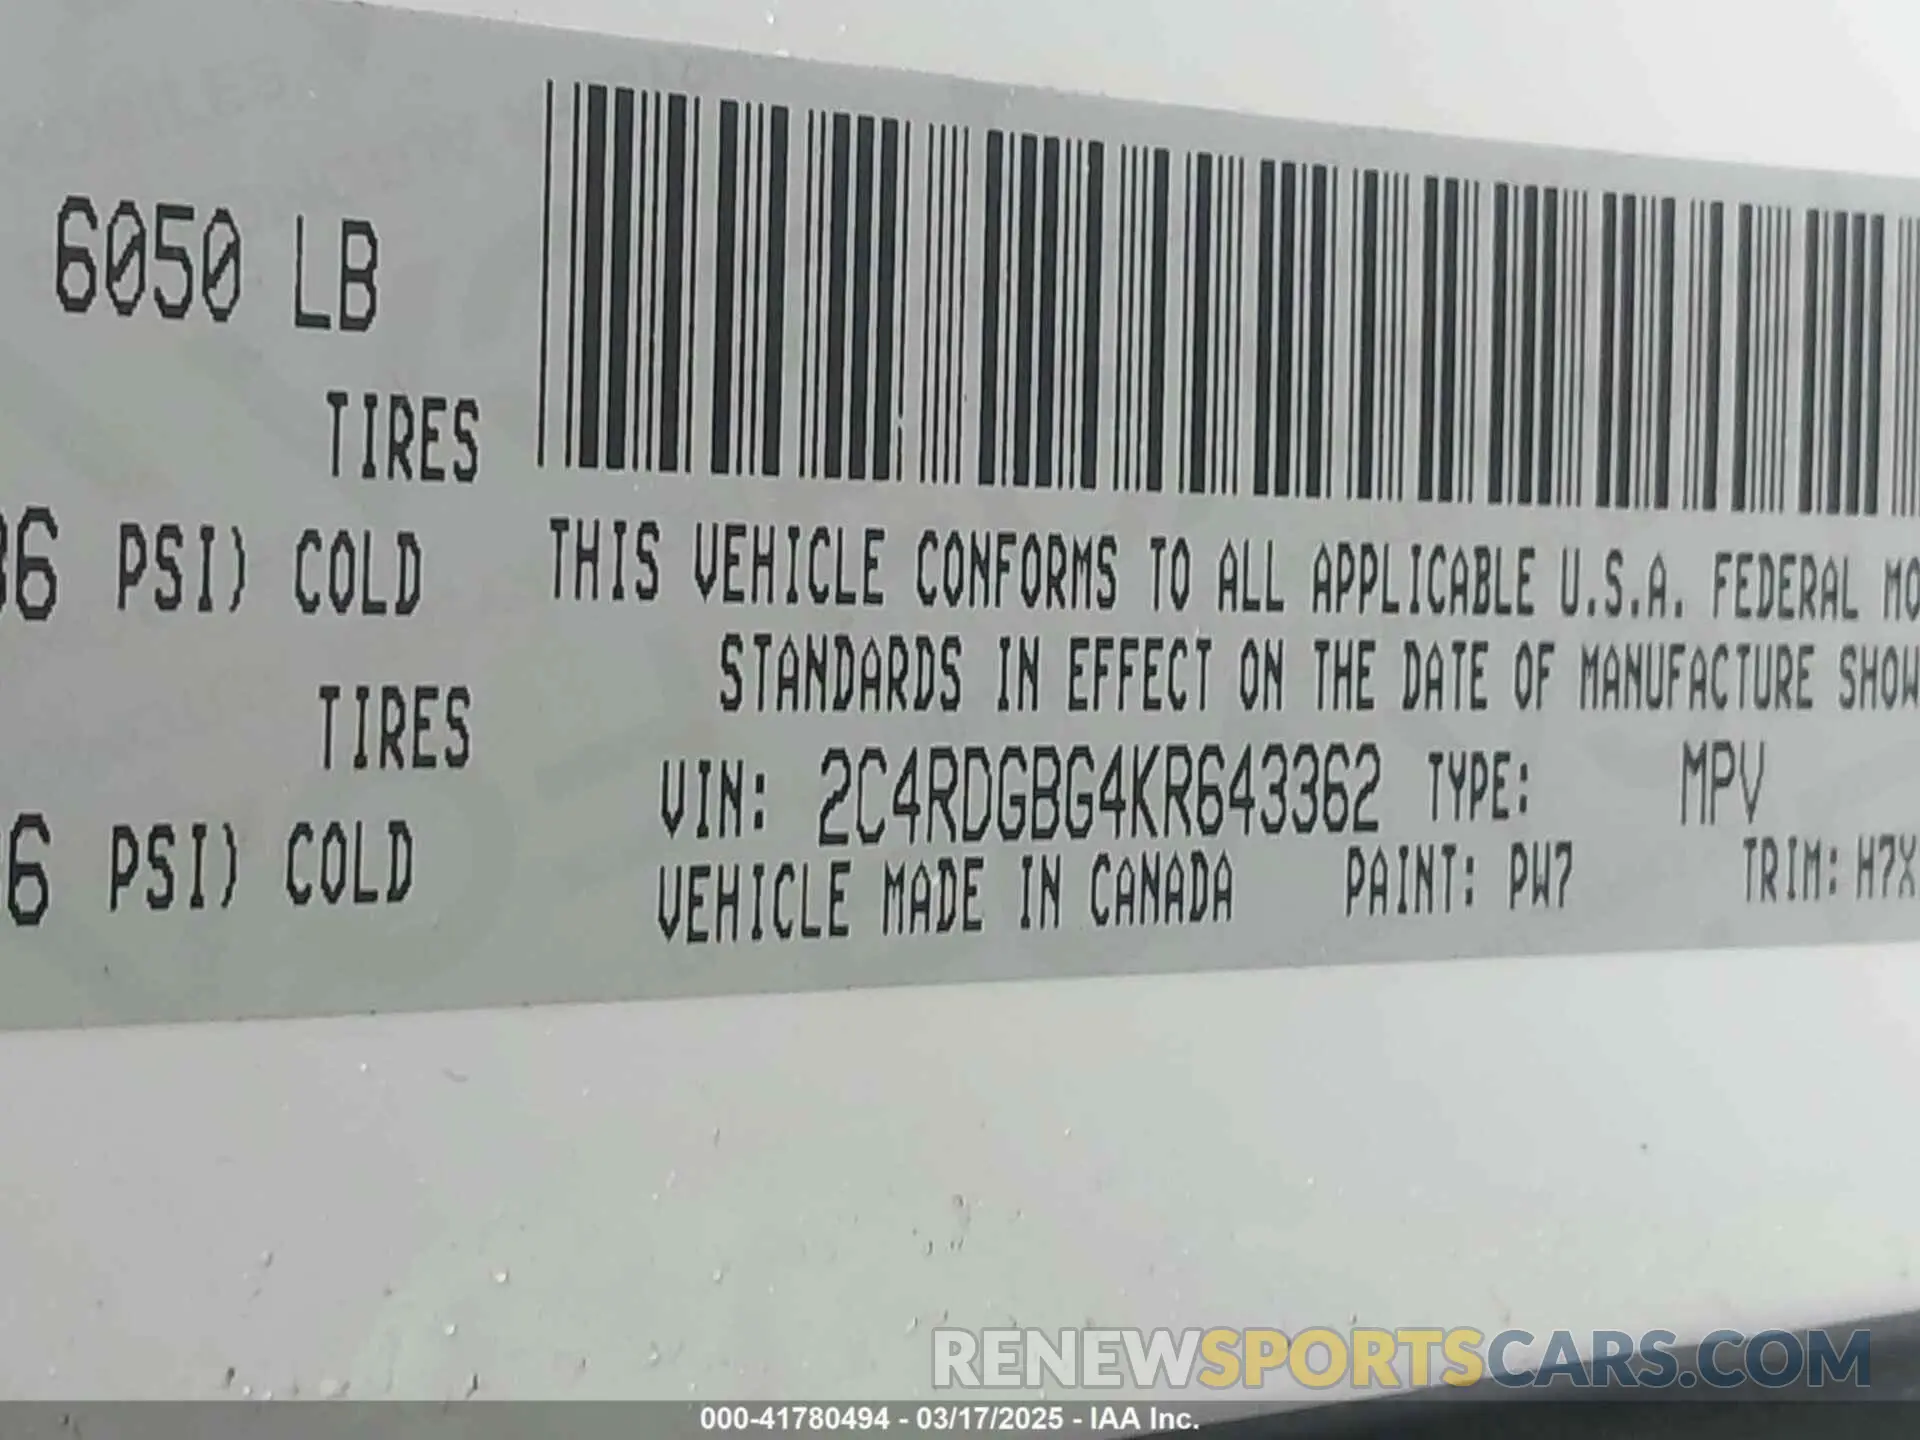 6050 LB
TIRES
36 PSI) COLD
TIRES
6 PSI) COLD
THIS VEHICLE CONFORMS TO ALL APPLICABLE U.S.A. FEDERAL MO
STANDARDS IN EFFECT ON THE DATE OF MANUFACTURE SHOW
VIN: 2C4RDGBG4KR643362 TYPE: MPV
VEHICLE MADE IN CANADA PAINT: PW7 TRIM: H7X
RENEWSPORTSCARS.COM
000-41780494 - 03/17/2025 - IAA Inc.